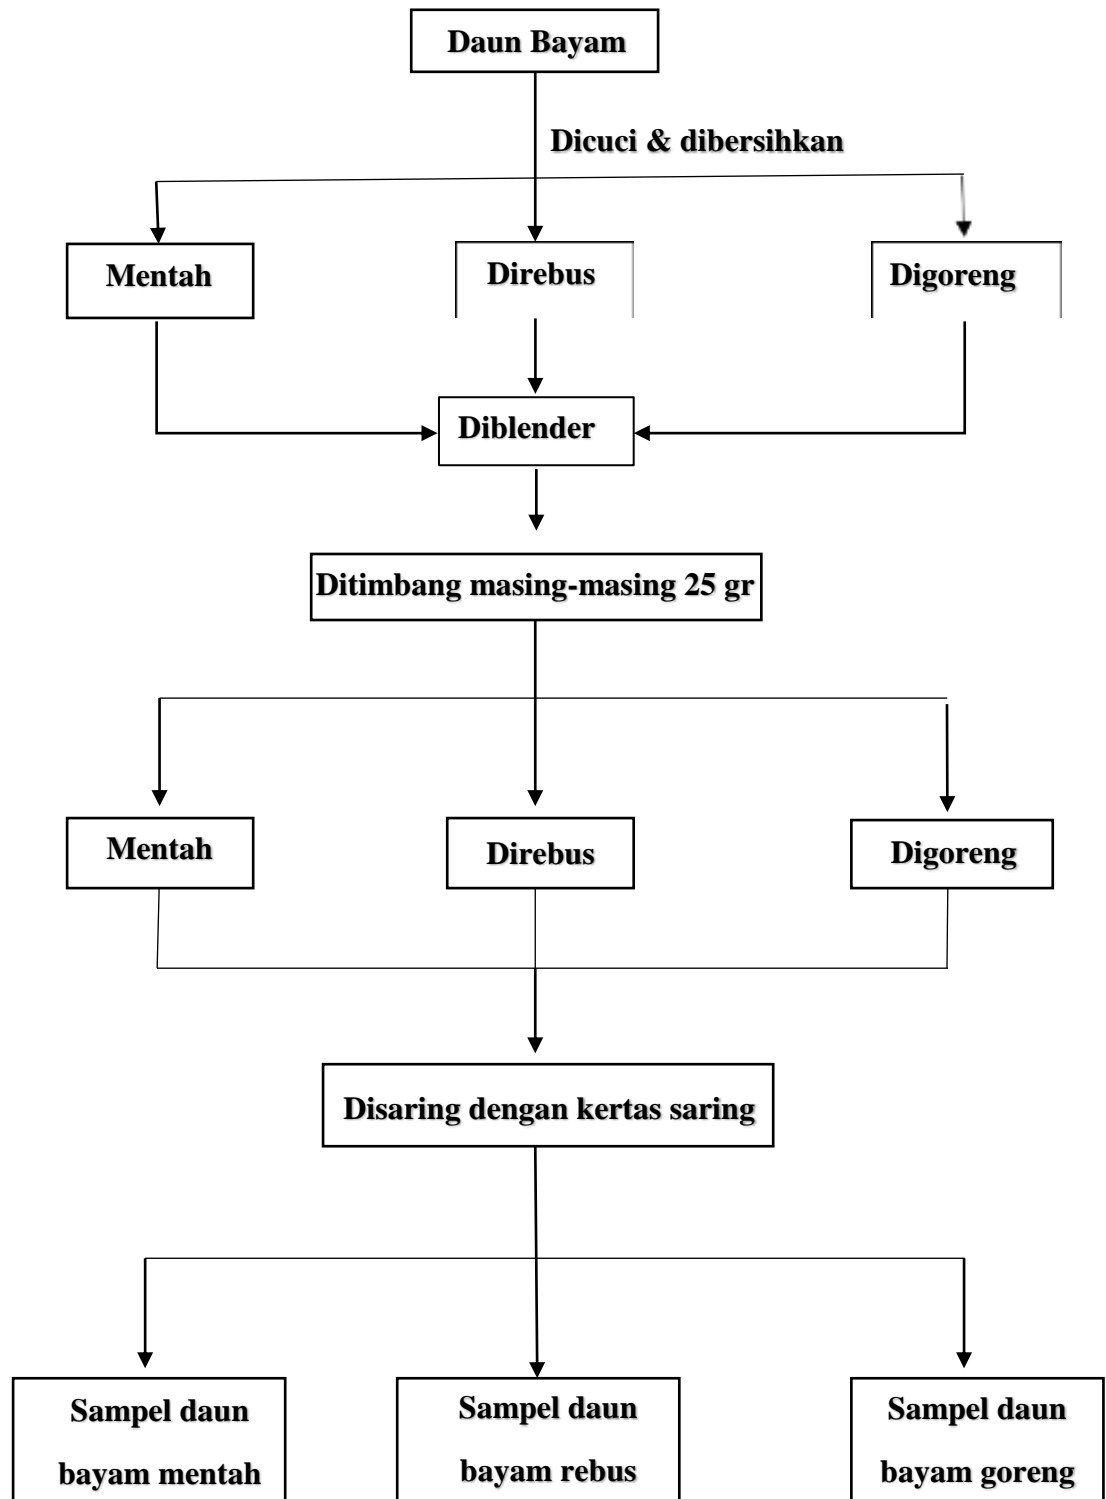 Daun Bayam
Dicuci & dibersihkan
Mentah
Direbus
Digoreng
Diblender
Ditimbang masing-masing 25 gr
Mentah
Direbus
Digoreng
Disaring dengan kertas saring
Sampel daun
bayam mentah
Sampel daun
bayam rebus
Sampel daun
bayam goreng